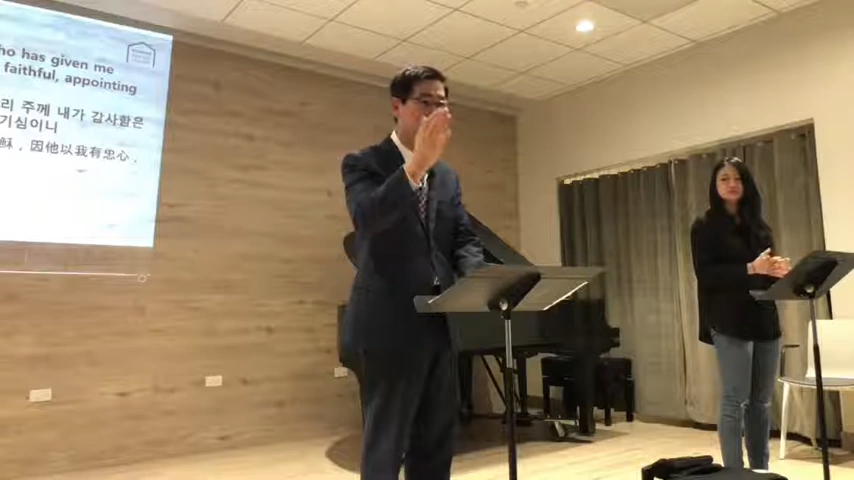 ho has given me
faithful, appointing
리 주께 내가 감사함은
기심이니
稣，因他以我有忠心，